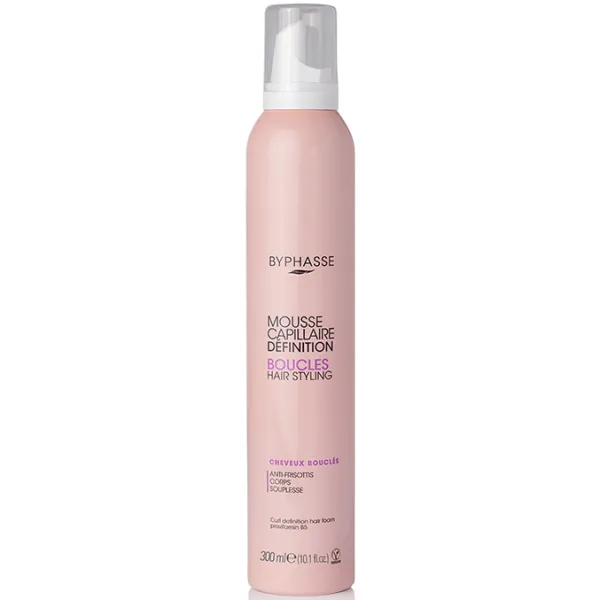 BYPHASSE
MOUSSE
CAPILLAIRE
DÉFINITION
BOUCLES
HAIR STYLING
CHEVEUX BOUCLÉS
ANTI-FRISOTTIS
CORPS
SOUPLESSE
Curl definition hair foam
provitamin B5
300 ml℮(10.1 fl.oz.)